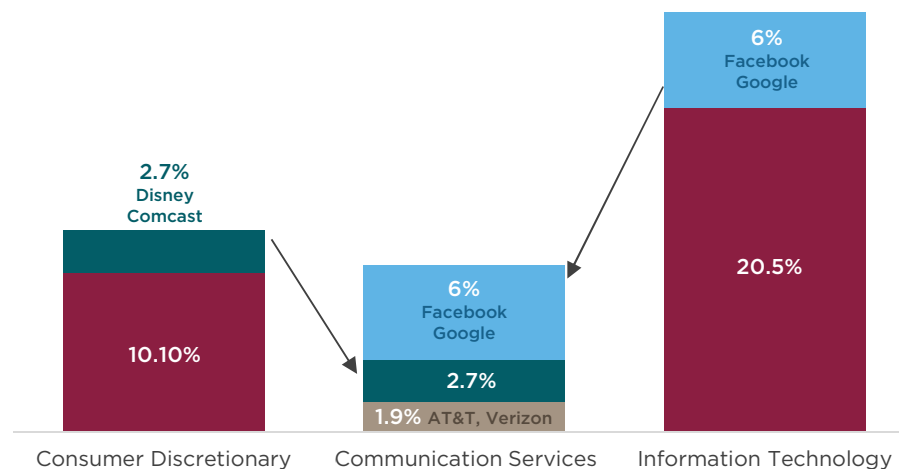 2.7%
Disney
Comcast
10.10%
6%
Facebook
Google
2.7%
1.9% AT&T, Verizon
6%
Facebook
Google
20.5%
Consumer Discretionary
Communication Services
Information Technology